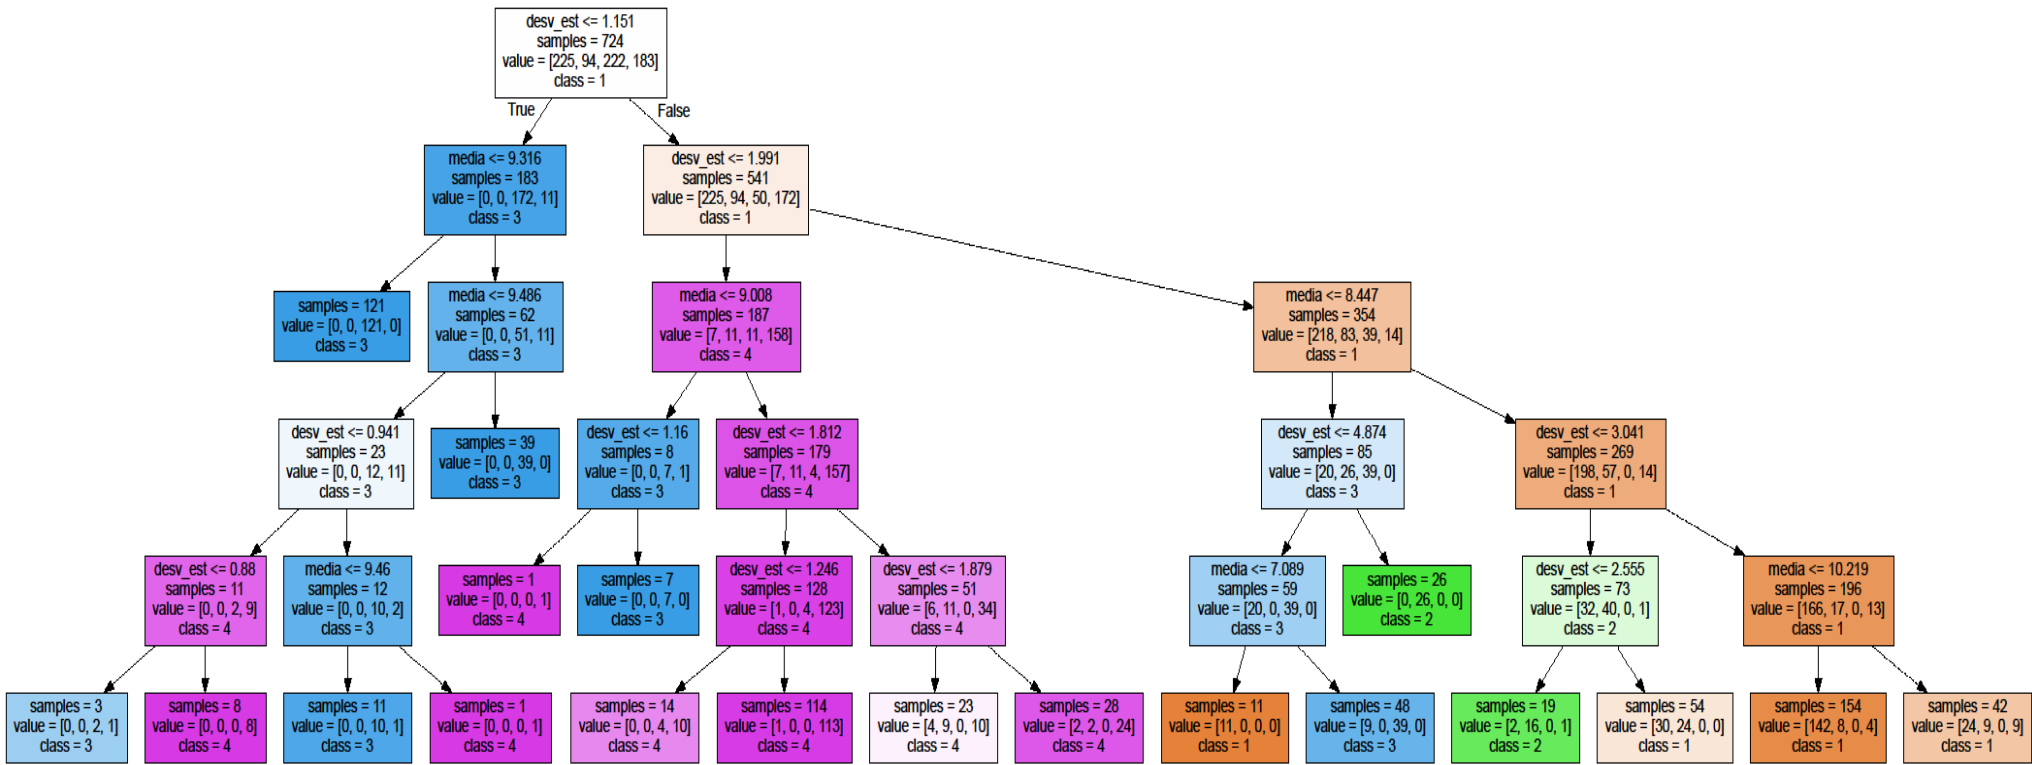 desv_est <= 1.151
samples = 724
value = [225, 94, 222, 183]
class = 1
True
False
media <= 9.316
samples = 183
value = [0, 0, 172, 11]
class = 3
desv_est <= 1.991
samples = 541
value = [225, 94, 50, 172]
class = 1
samples = 121
value = [0, 0, 121, 0]
class = 3
media <= 9.486
samples = 62
value = [0, 0, 51, 11]
class = 3
media <= 9.008
samples = 187
value = [7, 11, 11, 158]
class = 4
media <= 8.447
samples = 354
value = [218, 83, 39, 14]
class = 1
desv_est <= 0.941
samples = 23
value = [0, 0, 12, 11]
class = 3
samples = 39
value = [0, 0, 39, 0]
class = 3
desv_est <= 1.16
samples = 8
value = [0, 0, 7, 1]
class = 3
desv_est <= 1.812
samples = 179
value = [7, 11, 4, 157]
class = 4
desv_est <= 4.874
samples = 85
value = [20, 26, 39, 0]
class = 3
desv_est <= 3.041
samples = 269
value = [198, 57, 0, 14]
class = 1
desv_est <= 0.88
samples = 11
value = [0, 0, 2, 9]
class = 4
media <= 9.46
samples = 12
value = [0, 0, 10, 2]
class = 3
samples = 1
value = [0, 0, 0, 1]
class = 4
samples = 7
value = [0, 0, 7, 0]
class = 3
desv_est <= 1.246
samples = 128
value = [1, 0, 4, 123]
class = 4
desv_est <= 1.879
samples = 51
value = [6, 11, 0, 34]
class = 4
media <= 7.089
samples = 59
value = [20, 0, 39, 0]
class = 3
samples = 26
value = [0, 26, 0, 0]
class = 2
desv_est <= 2.555
samples = 73
value = [32, 40, 0, 1]
class = 2
media <= 10.219
samples = 196
value = [166, 17, 0, 13]
class = 1
samples = 3
value = [0, 0, 2, 1]
class = 3
samples = 8
value = [0, 0, 0, 8]
class = 4
samples = 11
value = [0, 0, 10, 1]
class = 3
samples = 1
value = [0, 0, 0, 1]
class = 4
samples = 14
value = [0, 0, 4, 10]
class = 4
samples = 114
value = [1, 0, 0, 113]
class = 4
samples = 23
value = [4, 9, 0, 10]
class = 4
samples = 28
value = [2, 2, 0, 24]
class = 4
samples = 11
value = [11, 0, 0, 0]
class = 1
samples = 48
value = [9, 0, 39, 0]
class = 3
samples = 19
value = [2, 16, 0, 1]
class = 2
samples = 54
value = [30, 24, 0, 0]
class = 1
samples = 154
value = [142, 8, 0, 4]
class = 1
samples = 42
value = [24, 9, 0, 9]
class = 1